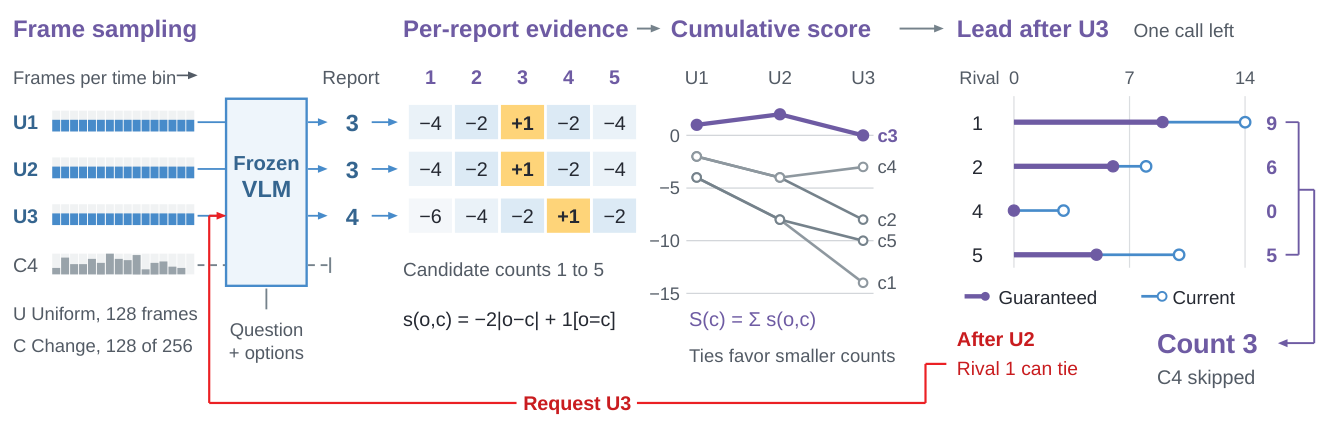 Frame sampling
Per-report evidence
Cumulative score
Lead after U3
One call left
Frames per time bin
Report
1 2 3 4 5
U1 U2 U3
Rival 0 7 14
U1
3
−4 −2 +1 −2 −4
U2
3
−4 −2 +1 −2 −4
U3
4
−6 −4 −2 +1 −2
C4
Frozen
VLM
Question
+ options
U Uniform, 128 frames
C Change, 128 of 256
Candidate counts 1 to 5
s(o,c) = −2|o−c| + 1[o=c]
0
−5
−10
−15
c3
c4
c2
c5
c1
S(c) = Σ s(o,c)
Ties favor smaller counts
1 9
2 6
4 0
5 5
Guaranteed Current
After U2
Rival 1 can tie
Count 3
C4 skipped
Request U3